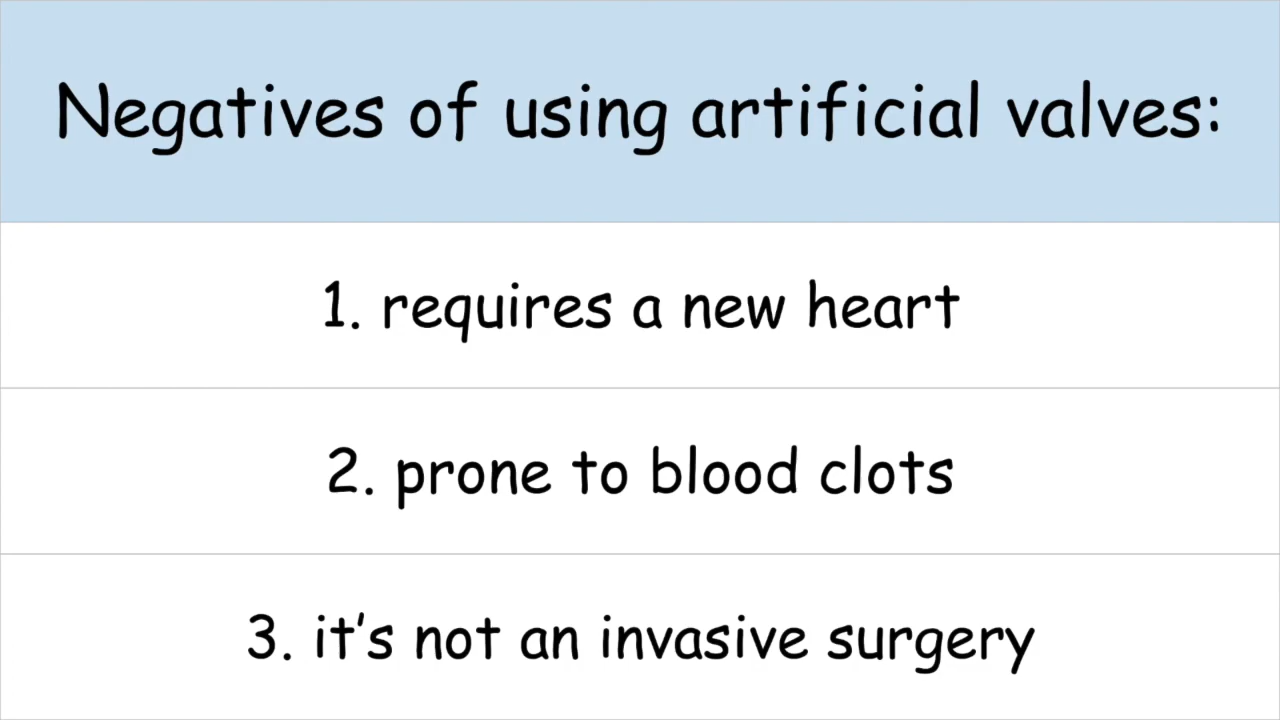 Negatives of using artificial valves:
1. requires a new heart
2. prone to blood clots
3. it’s not an invasive surgery